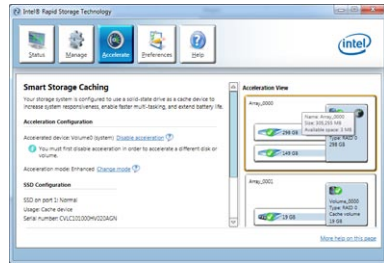 Intel® Rapid Storage Technology
Status
Manage
Accelerate
Preferences
Help
intel
Smart Storage Caching
Your storage system is configured to use a solid-state drive as a cache device to
increase system responsiveness, enable faster multi-tasking, and extend battery life.
Acceleration Configuration
Accelerated device: Volume0 (system) Disable acceleration
You must first disable acceleration in order to accelerate a different disk or
volume.
Acceleration mode: Enhanced Change mode
SSD Configuration
SSD on port 1: Normal
Usage: Cache device
Acceleration View
Array_0000
Name: Array_0000
Available space: 2 MB
Type: RAID 0
298 GB
298 GB
149 GB
Array_0001
19 GB
Volume_0000
Type: RAID 0
Cache volume
19 GB
More help on this page